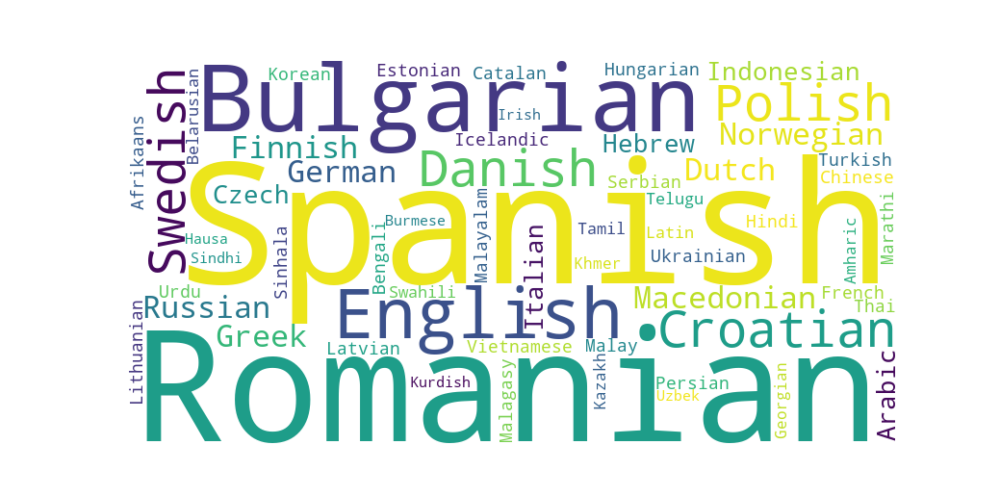 Bulgarian
Korean
Estonian
Catalan
Hungarian
Indonesian
Swedish
Belarusian
Afrikaans
Irish
Polish
Icelandic
Finnish
Hebrew
Norwegian
German
Danish
Dutch
Turkish
Chinese
Serbian
Czech
Telugu
Spanish
Burmese
Malayalam
Tamil
Latin
Hindi
Marathi
Hausa
Sindhi
Sinhala
Bengali
Italian
Khmer
Ukrainian
Amharic
Urdu
Swahili
French
Thai
Russian
English
Macedonian
Croatian
Lithuanian
Greek
Latvian
Vietnamese
Malay
Romanian
Kurdish
Malagasy
Kazakh
Persian
Uzbek
Georgian
Arabic